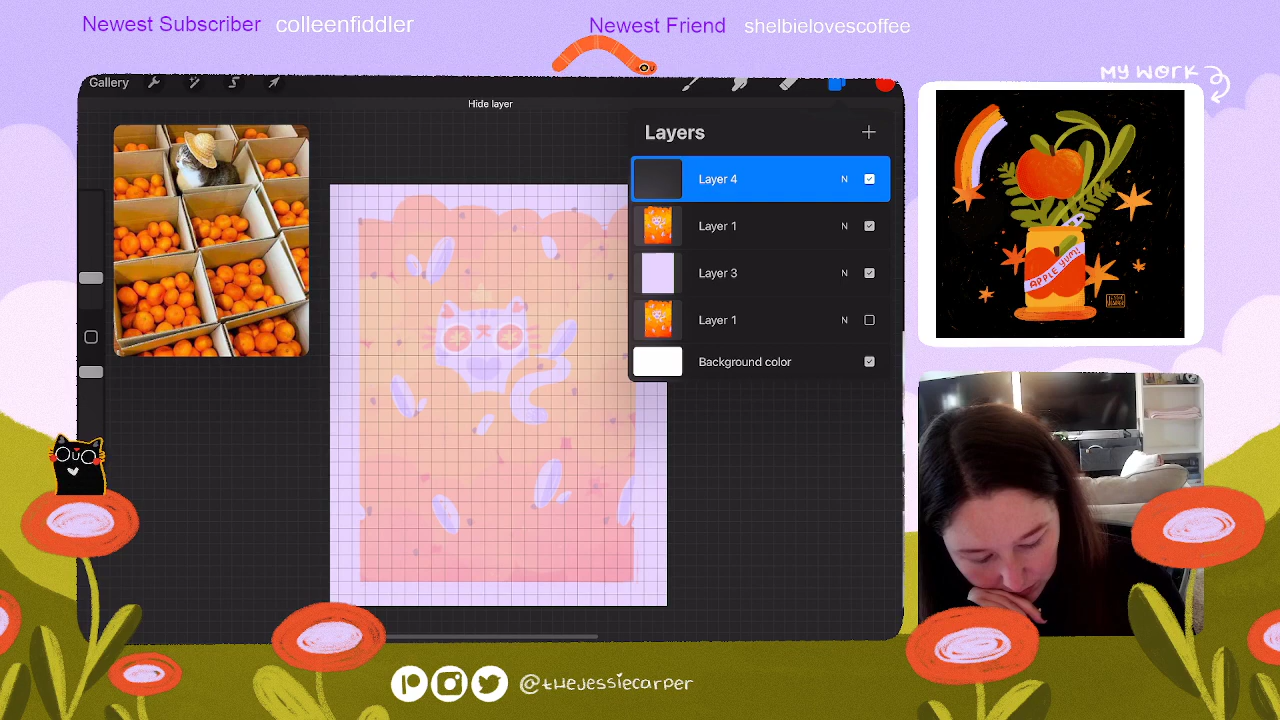 Newest Subscriber colleenfiddler
Newest Friend shelbielovescoffee
MY WORK
Gallery
Hide layer
Layers
Layer 4 N
Layer 1 N
Layer 3 N
Layer 1 N
Background color
APPLE YUM!
@theJessieCarper